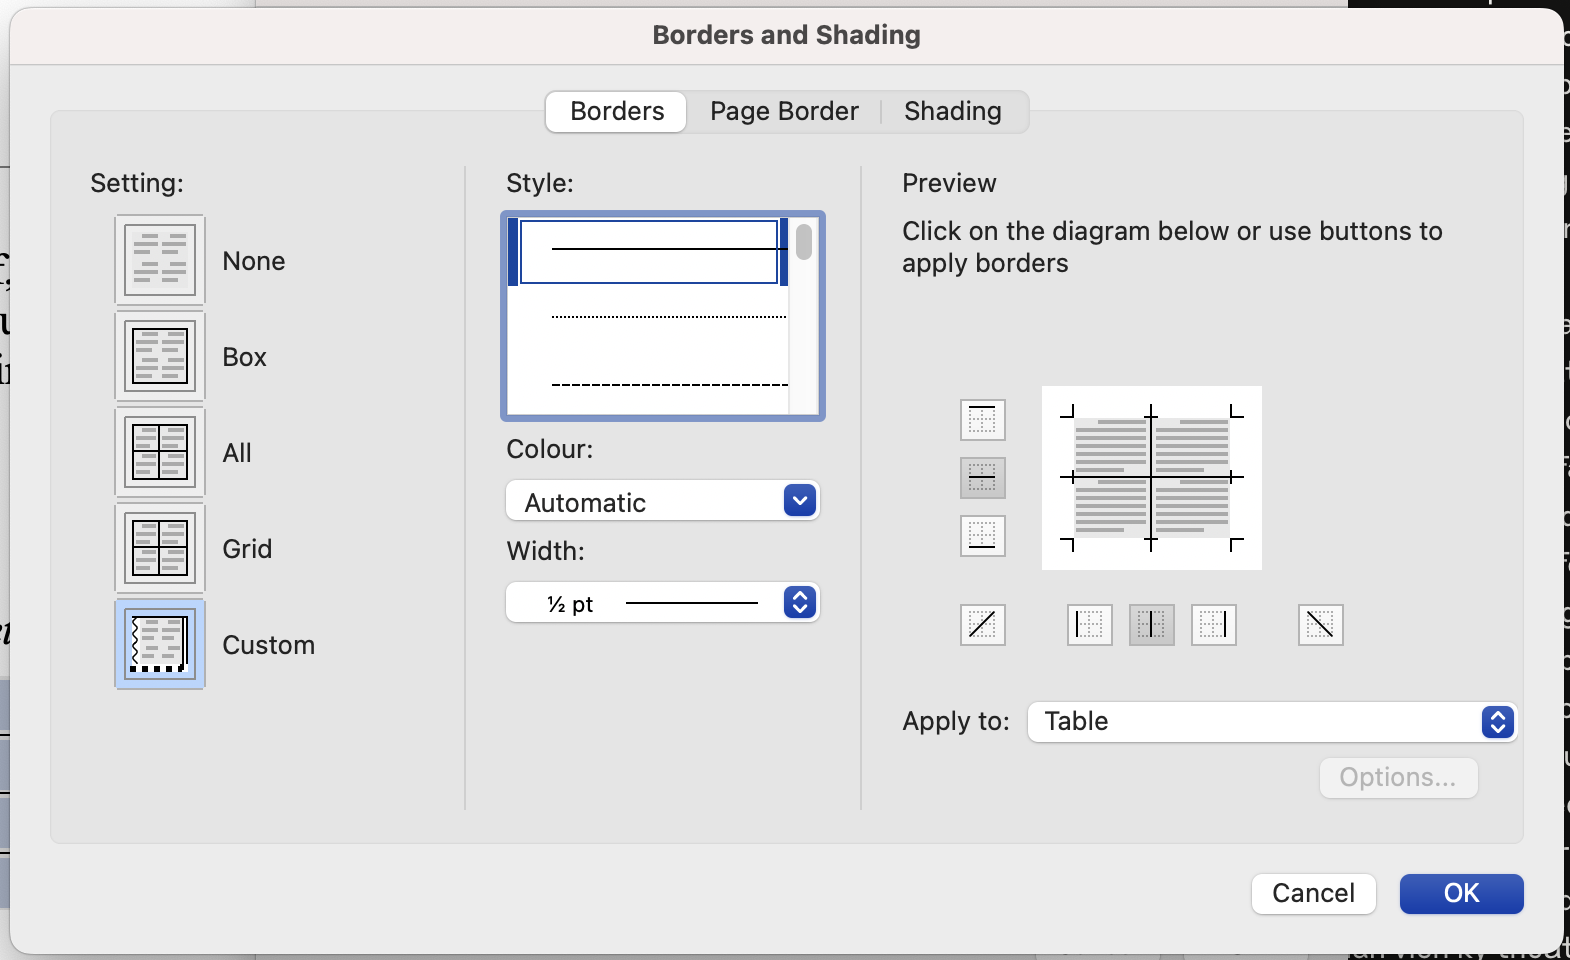 Borders and Shading
Borders
Page Border
Shading
Setting:
None
Box
All
Grid
Custom
Style:
Colour:
Automatic
Width:
½ pt
Preview
Click on the diagram below or use buttons to
apply borders
Apply to:
Table
Options...
Cancel
OK